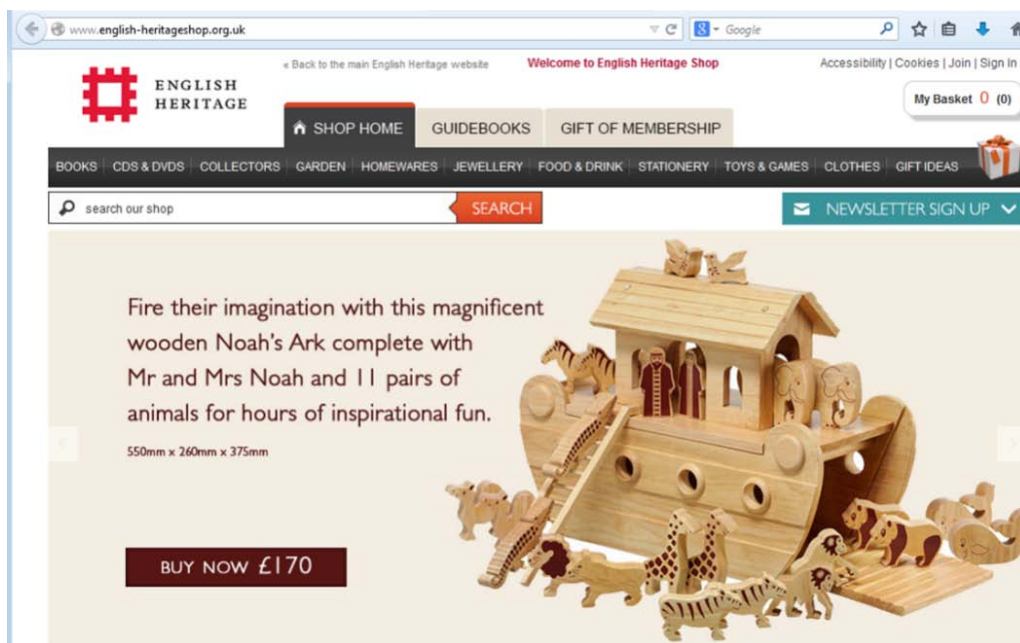 www.english-heritageshop.org.uk
Google
« Back to the main English Heritage website
Welcome to English Heritage Shop
Accessibility | Cookies | Join | Sign In
ENGLISH
HERITAGE
My Basket 0 (0)
SHOP HOME
GUIDEBOOKS
GIFT OF MEMBERSHIP
BOOKS CDS & DVDS COLLECTORS GARDEN HOMEWARES JEWELLERY FOOD & DRINK STATIONERY TOYS & GAMES CLOTHES GIFT IDEAS
search our shop
SEARCH
NEWSLETTER SIGN UP
Fire their imagination with this magnificent
wooden Noah's Ark complete with
Mr and Mrs Noah and 11 pairs of
animals for hours of inspirational fun.
550mm x 260mm x 375mm
BUY NOW £170